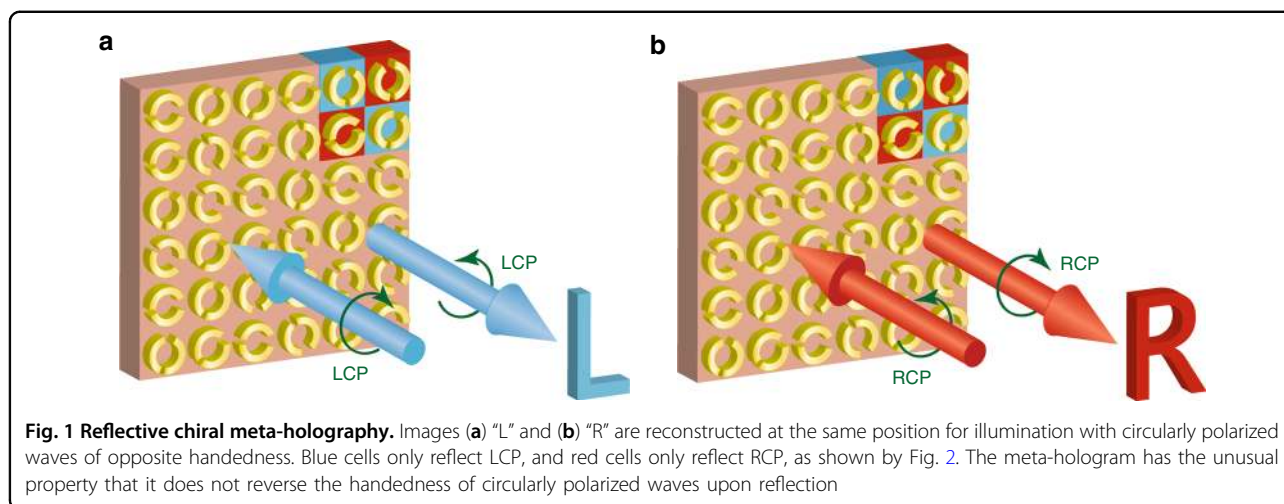 a
b
LCP
LCP
L
RCP
RCP
R
Fig. 1 Reflective chiral meta-holography. Images (a) “L” and (b) “R” are reconstructed at the same position for illumination with circularly polarized
waves of opposite handedness. Blue cells only reflect LCP, and red cells only reflect RCP, as shown by Fig. 2. The meta-hologram has the unusual
property that it does not reverse the handedness of circularly polarized waves upon reflection